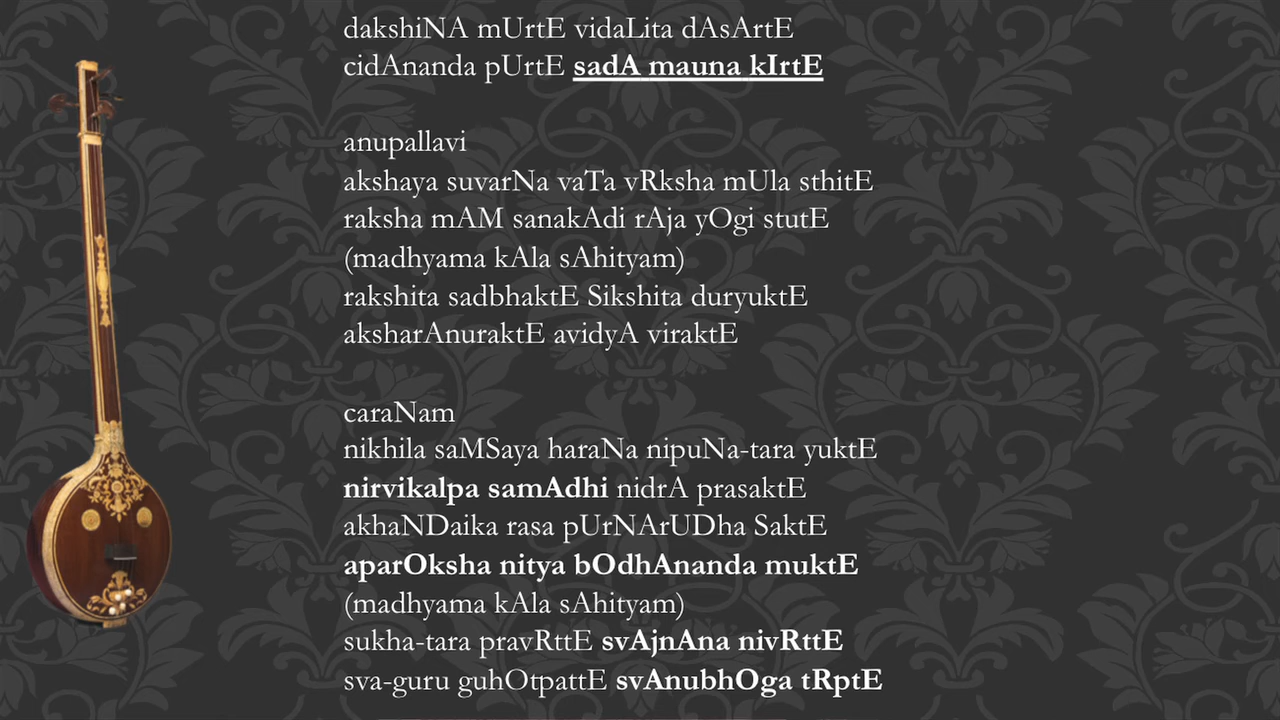 dakshiNA mUrtE vidaLita dAsArtE
cidAnanda pUrtE sadA mauna kIrtE
anupallavi
akshaya suvarNa vaTa vRksha mUla sthitE
raksha mAM sanakAdi rAja yOgi stutE
(madhyama kAla sAhityam)
rakshita sadbhaktE Sikshita duryuktE
aksharAnuraktE avidyA viraktE
caraNam
nikhila saMSaya haraNa nipuNa-tara yuktE
nirvikalpa samAdhi nidrA prasaktE
akhaNDaika rasa pUrNArUDha SaktE
aparOksha nitya bOdhAnanda muktE
(madhyama kAla sAhityam)
sukha-tara pravRttE svAjnAna nivRttE
sva-guru guhOtpattE svAnubhOga tRptE